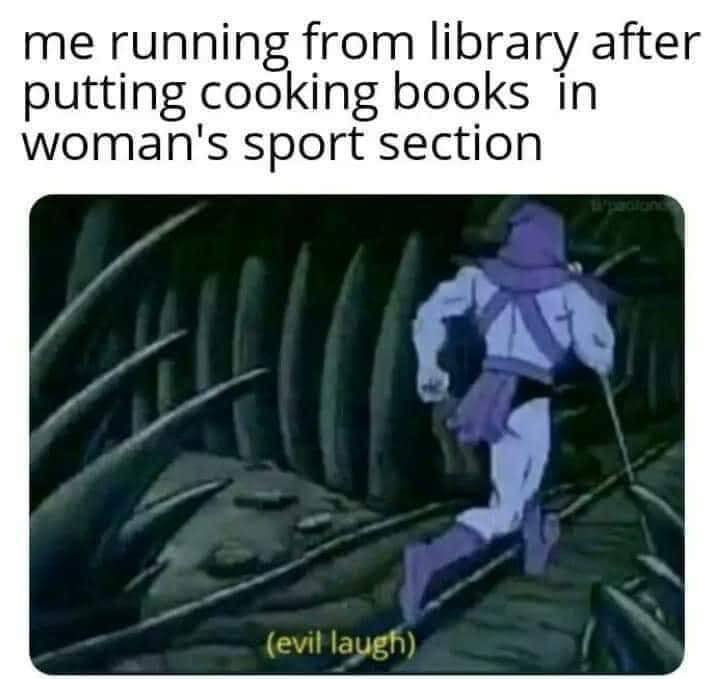 me running from library after
putting cooking books in
woman's sport section
(evil laugh)